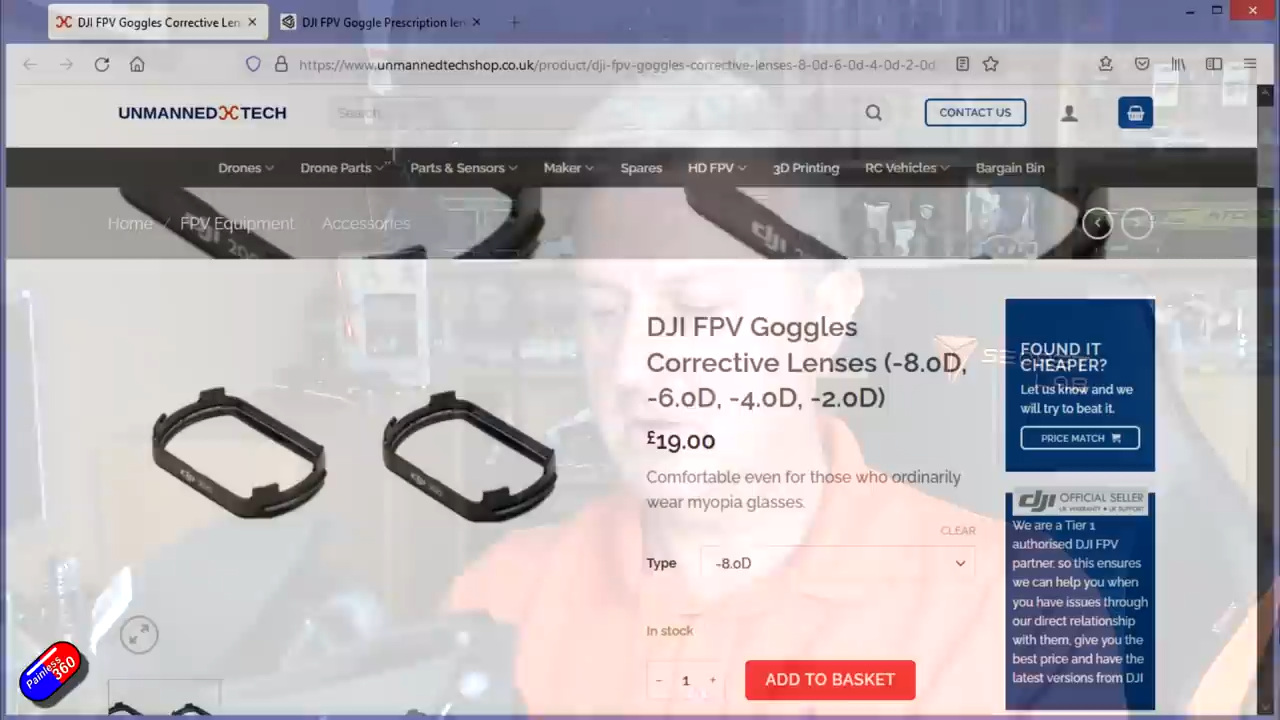 DJI FPV Goggles Corrective Len
DJI FPV Goggle Prescription len
https://www.unmannedtechshop.co.uk/product/dji-fpv-goggles-corrective-lenses-8-0d-6-0d-4-0d-2-0d
UNMANNED TECH
Search
CONTACT US
Drones
Drone Parts
Parts & Sensors
Maker
Spares
HD FPV
3D Printing
RC Vehicles
Bargain Bin
Home / FPV Equipment / Accessories
dji
DJI FPV Goggles
Corrective Lenses (-8.0D,
-6.0D, -4.0D, -2.0D)
£19.00
Comfortable even for those who ordinarily
wear myopia glasses.
CLEAR
Type
-8.0D
In stock
- 1 +
ADD TO BASKET
FOUND IT
CHEAPER?
Let us know and we
will try to beat it.
PRICE MATCH
dji OFFICIAL SELLER
UK WARRANTY • UK SUPPORT
We are a Tier 1
authorised DJI FPV
partner, so this ensures
we can help you when
you have issues through
our direct relationship
with them, give you the
best price and have the
latest versions from DJI
Painless
360